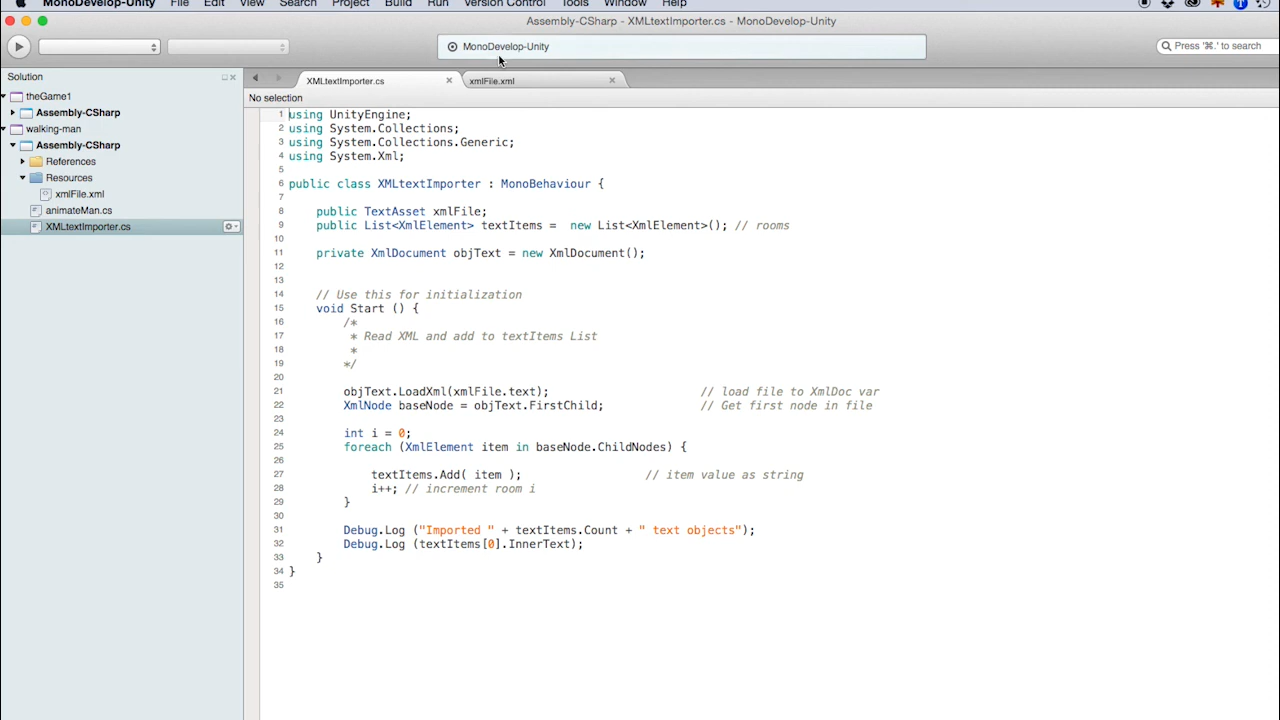 MonoDevelop-Unity File Edit View Search Project Build Run Version Control Tools Window Help
Assembly-CSharp - XMLtextImporter.cs - MonoDevelop-Unity
MonoDevelop-Unity
Press '⌘.' to search
Solution
XMLtextImporter.cs
xmlFile.xml
No selection
theGame1
Assembly-CSharp
walking-man
Assembly-CSharp
References
Resources
xmlFile.xml
animateMan.cs
XMLtextImporter.cs
1 using UnityEngine;
2 using System.Collections;
3 using System.Collections.Generic;
4 using System.Xml;
5
6 public class XMLtextImporter : MonoBehaviour {
7
8 public TextAsset xmlFile;
9 public List<XmlElement> textItems = new List<XmlElement>(); // rooms
10
11 private XmlDocument objText = new XmlDocument();
12
13
14 // Use this for initialization
15 void Start () {
16 /*
17 * Read XML and add to textItems List
18 *
19 */
20
21 objText.LoadXml(xmlFile.text); // load file to XmlDoc var
22 XmlNode baseNode = objText.FirstChild; // Get first node in file
23
24 int i = 0;
25 foreach (XmlElement item in baseNode.ChildNodes) {
26
27 textItems.Add( item ); // item value as string
28 i++; // increment room i
29 }
30
31 Debug.Log ("Imported " + textItems.Count + " text objects");
32 Debug.Log (textItems[0].InnerText);
33 }
34 }
35